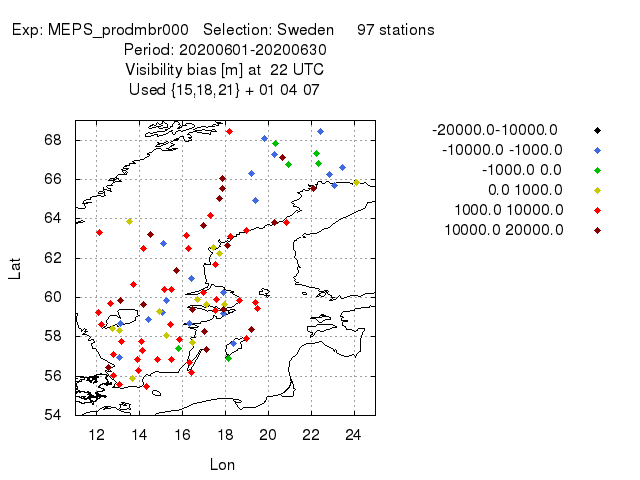 Exp: MEPS_prodmbr000   Selection: Sweden     97 stations
Period: 20200601-20200630
Visibility bias [m] at  22 UTC
Used {15,18,21} + 01 04 07
-20000.0-10000.0
-10000.0 -1000.0
-1000.0 0.0
0.0 1000.0
1000.0 10000.0
10000.0 20000.0
68
66
64
62
60
58
56
54
Lat
12 14 16 18 20 22 24
Lon